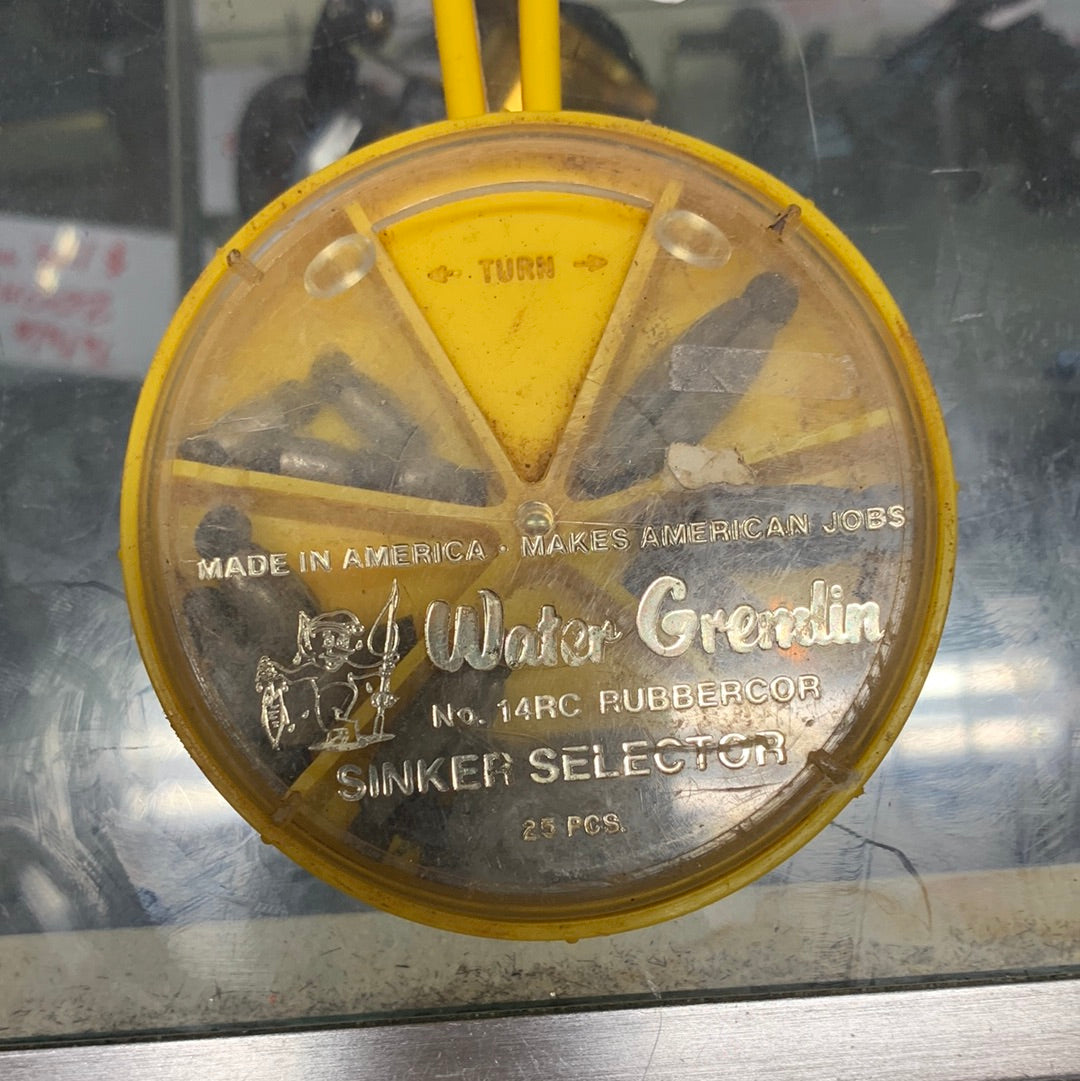 ← TURN →
MADE IN AMERICA · MAKES AMERICAN JOBS
Water Gremlin
No. 14RC RUBBERCOR
SINKER SELECTOR
25 PCS.